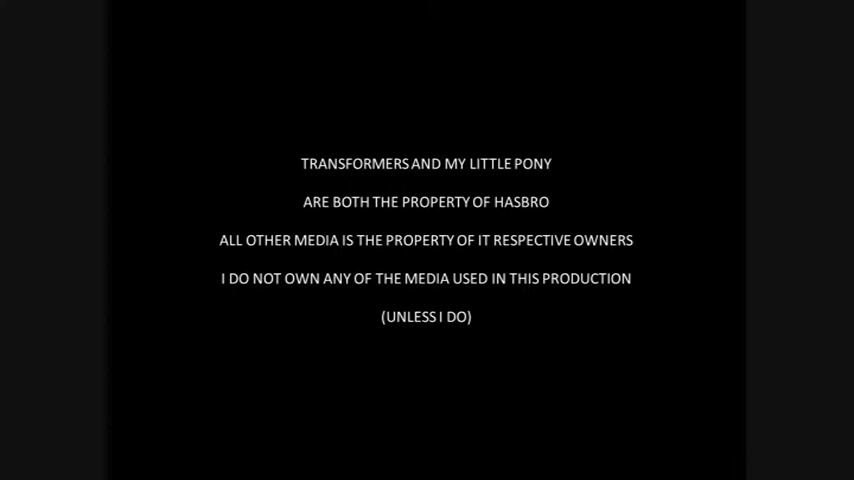 TRANSFORMERS AND MY LITTLE PONY
ARE BOTH THE PROPERTY OF HASBRO
ALL OTHER MEDIA IS THE PROPERTY OF IT RESPECTIVE OWNERS
I DO NOT OWN ANY OF THE MEDIA USED IN THIS PRODUCTION
(UNLESS I DO)